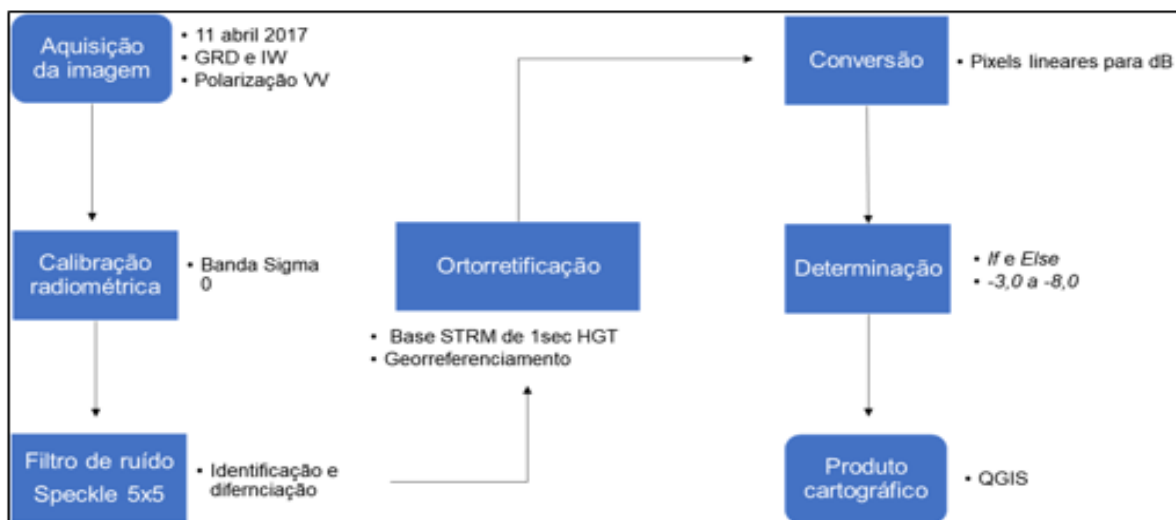 Aquisição
da imagem
• 11 abril 2017
• GRD e IW
• Polarização VV
Calibração
radiométrica
• Banda Sigma
0
Filtro de ruído
Speckle 5x5
• Identificação e
difernciação
Ortorretificação
• Base STRM de 1sec HGT
• Georreferenciamento
Conversão
• Pixels lineares para dB
Determinação
• If e Else
• -3,0 a -8,0
Produto
cartográfico
• QGIS